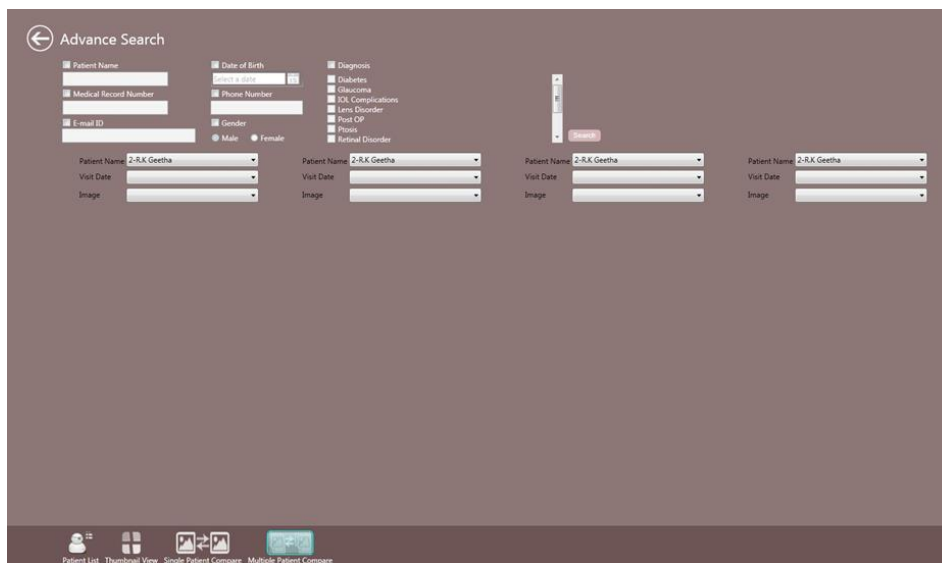 Advance Search
Patient Name
Date of Birth
Diagnosis
Select a date
15
Diabetes
Glaucoma
IOL Complications
Lens Disorder
Post OP
Ptosis
Retinal Disorder
Medical Record Number
Phone Number
E-mail ID
Gender
Male Female
Search
Patient Name 2-R.K Geetha Patient Name 2-R.K Geetha Patient Name 2-R.K Geetha Patient Name 2-R.K Geetha
Visit Date Visit Date Visit Date Visit Date
Image Image Image Image
Patient List Thumbnail View Single Patient Compare Multiple Patient Compare